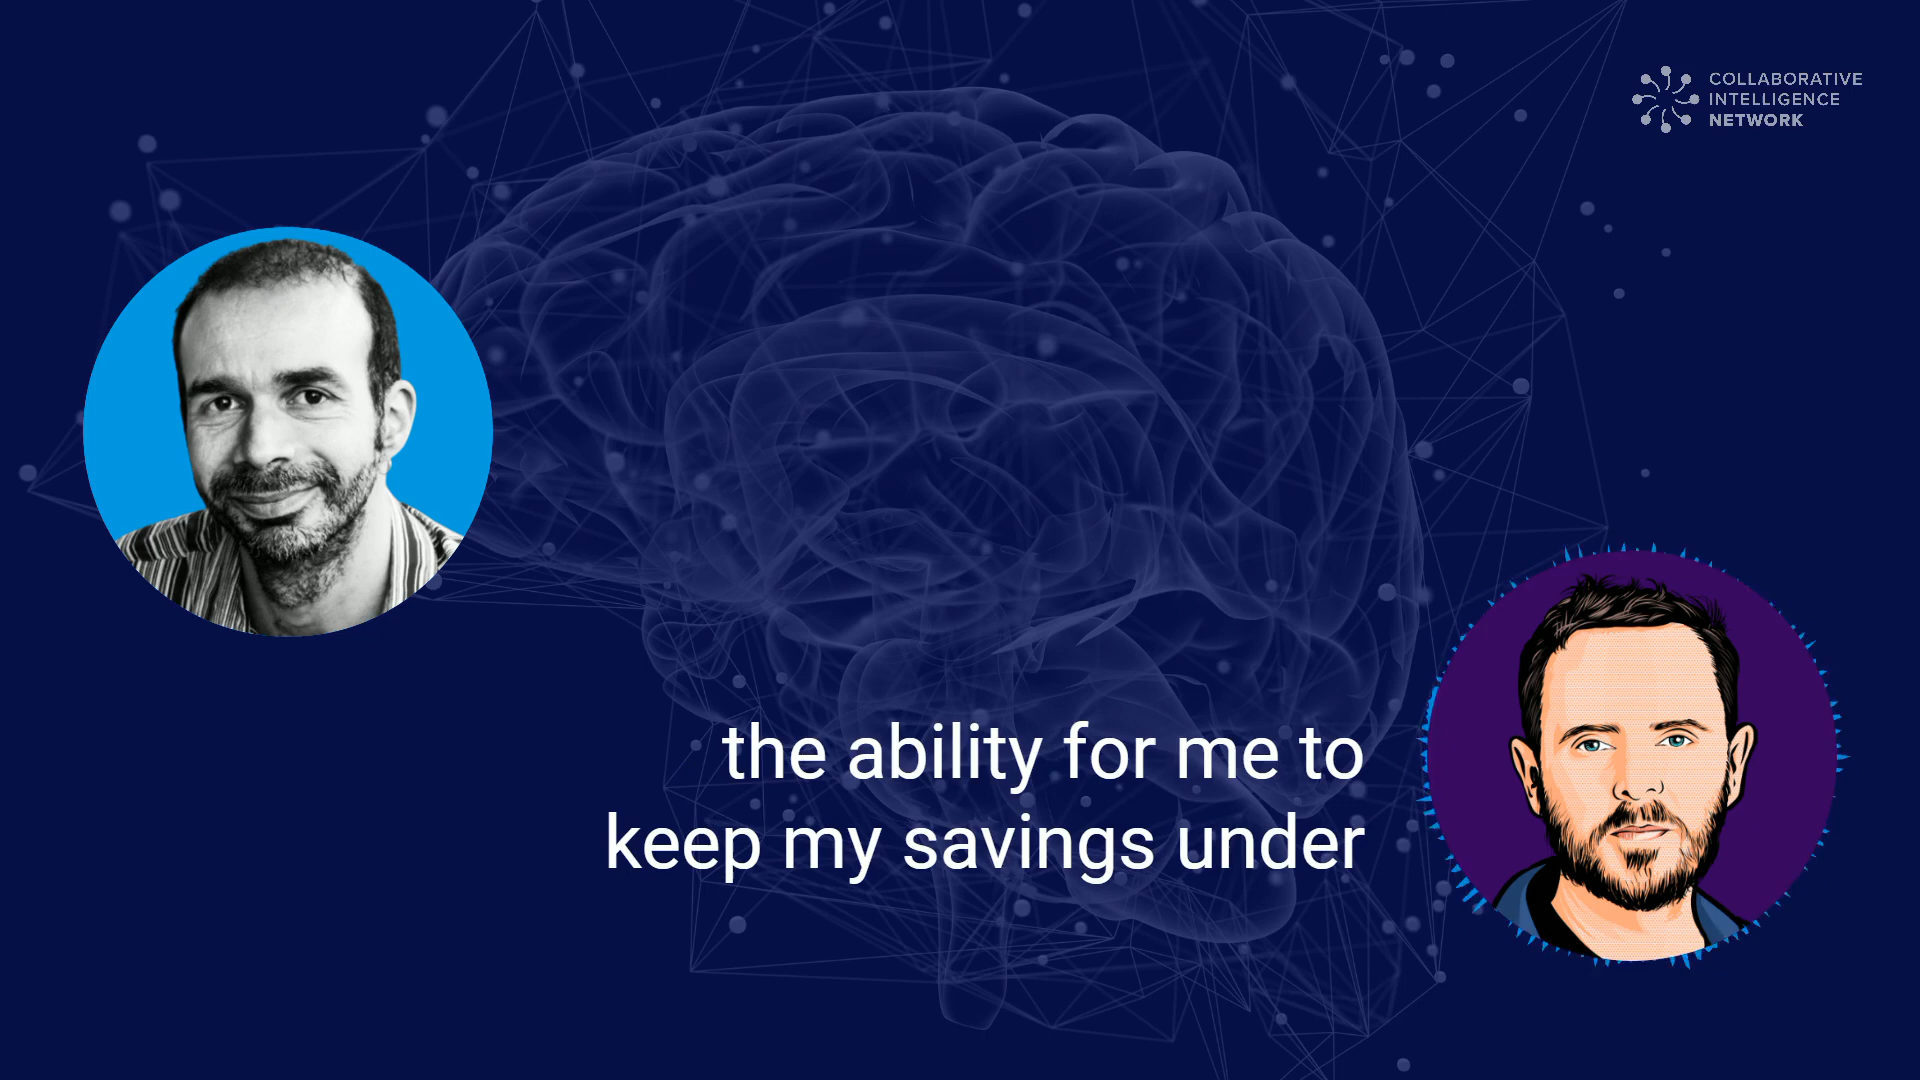 COLLABORATIVE
INTELLIGENCE
NETWORK
the ability for me to
keep my savings under